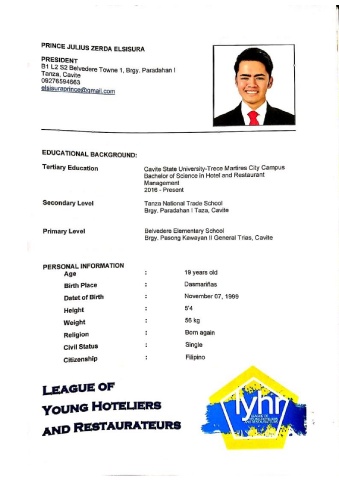 PRINCE JULIUS ZERDA ELSISURA
PRESIDENT
B1 L2 S2 Belvedere Towne 1, Brgy. Paradahan I
Tanza, Cavite
09276594663
elsisuraprince@gmail.com
EDUCATIONAL BACKGROUND:
Tertiary Education Cavite State University-Trece Martires City Campus
Bachelor of Science in Hotel and Restaurant
Management
2016 - Present
Secondary Level Tanza National Trade School
Brgy. Paradahan I Taza, Cavite
Primary Level Belvedere Elementary School
Brgy. Pasong Kawayan II General Trias, Cavite
PERSONAL INFORMATION
Age : 19 years old
Birth Place : Dasmariñas
Datet of Birth : November 07, 1999
Height : 5'4
Weight : 56 kg
Religion : Born again
Civil Status : Single
Citizenship : Filipino
LEAGUE OF
YOUNG HOTELIERS
AND RESTAURATEURS
lyhr